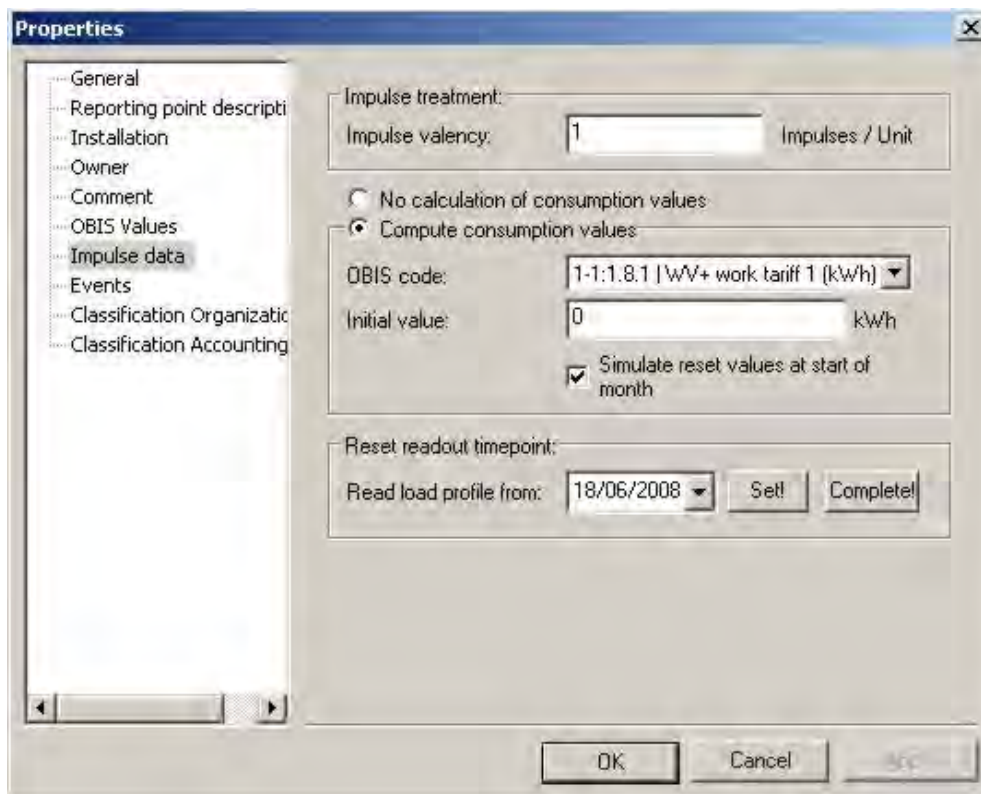 Properties
General
Reporting point descripti
Installation
Owner
Comment
OBIS Values
Impulse data
Events
Classification Organizatic
Classification Accounting
Impulse treatment:
Impulse valency: 1 Impulses / Unit
No calculation of consumption values
Compute consumption values
OBIS code: 1-1:1.8.1 | WV+ work tariff 1 (kWh)
Initial value: 0 kWh
Simulate reset values at start of
month
Reset readout timepoint:
Read load profile from: 18/06/2008 Set! Complete!
OK Cancel